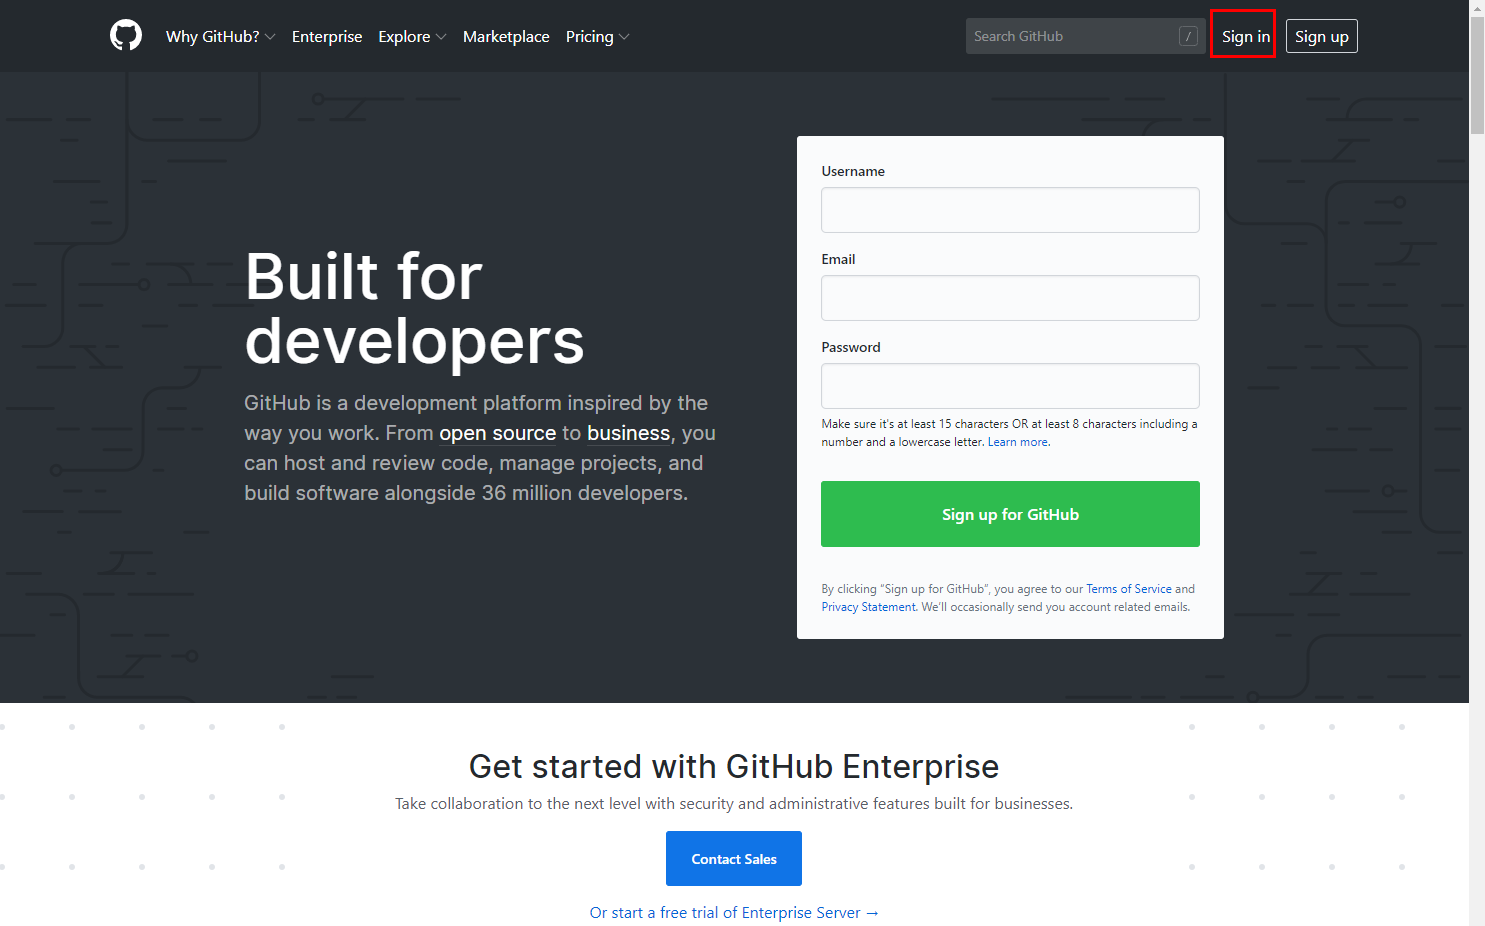 Why GitHub? Enterprise Explore Marketplace Pricing Search GitHub / Sign in Sign up
Built for
developers
GitHub is a development platform inspired by the
way you work. From open source to business, you
can host and review code, manage projects, and
build software alongside 36 million developers.
Username
Email
Password
Make sure it's at least 15 characters OR at least 8 characters including a
number and a lowercase letter. Learn more.
Sign up for GitHub
By clicking “Sign up for GitHub”, you agree to our Terms of Service and
Privacy Statement. We’ll occasionally send you account related emails.
Get started with GitHub Enterprise
Take collaboration to the next level with security and administrative features built for businesses.
Contact Sales
Or start a free trial of Enterprise Server →